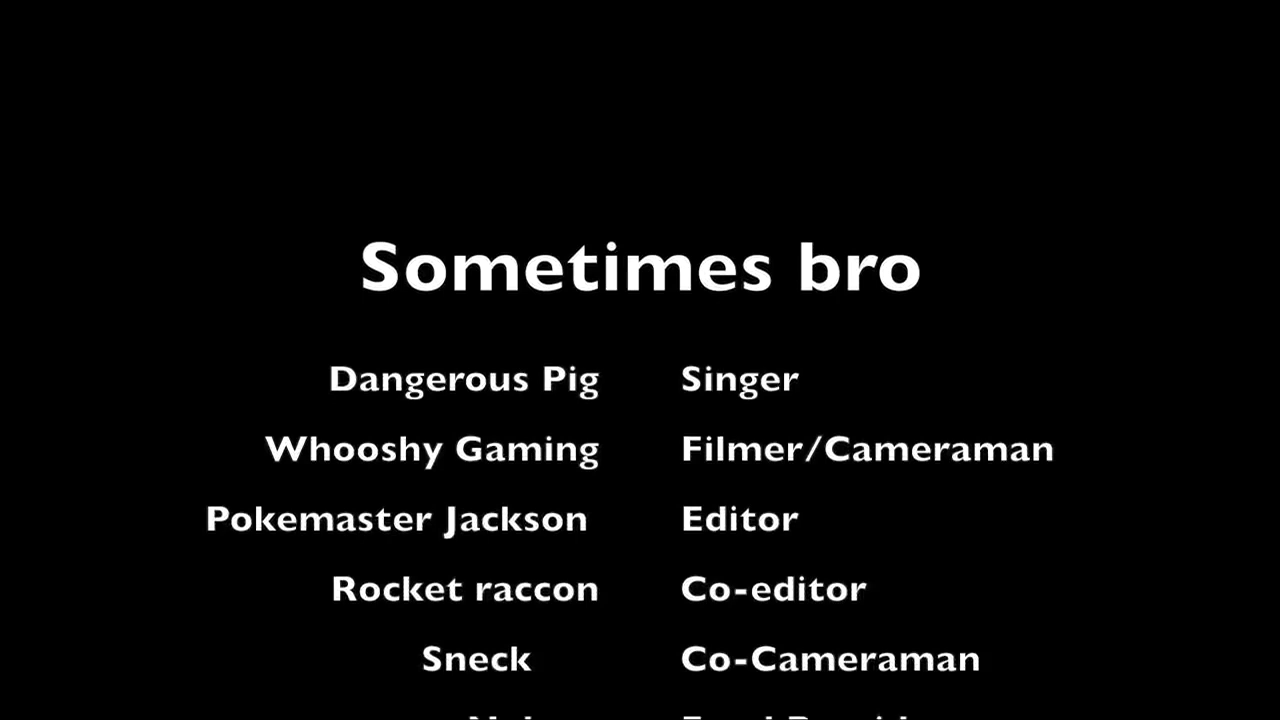 Sometimes bro
Dangerous Pig Singer
Whooshy Gaming Filmer/Cameraman
Pokemaster Jackson Editor
Rocket raccon Co-editor
Sneck Co-Cameraman